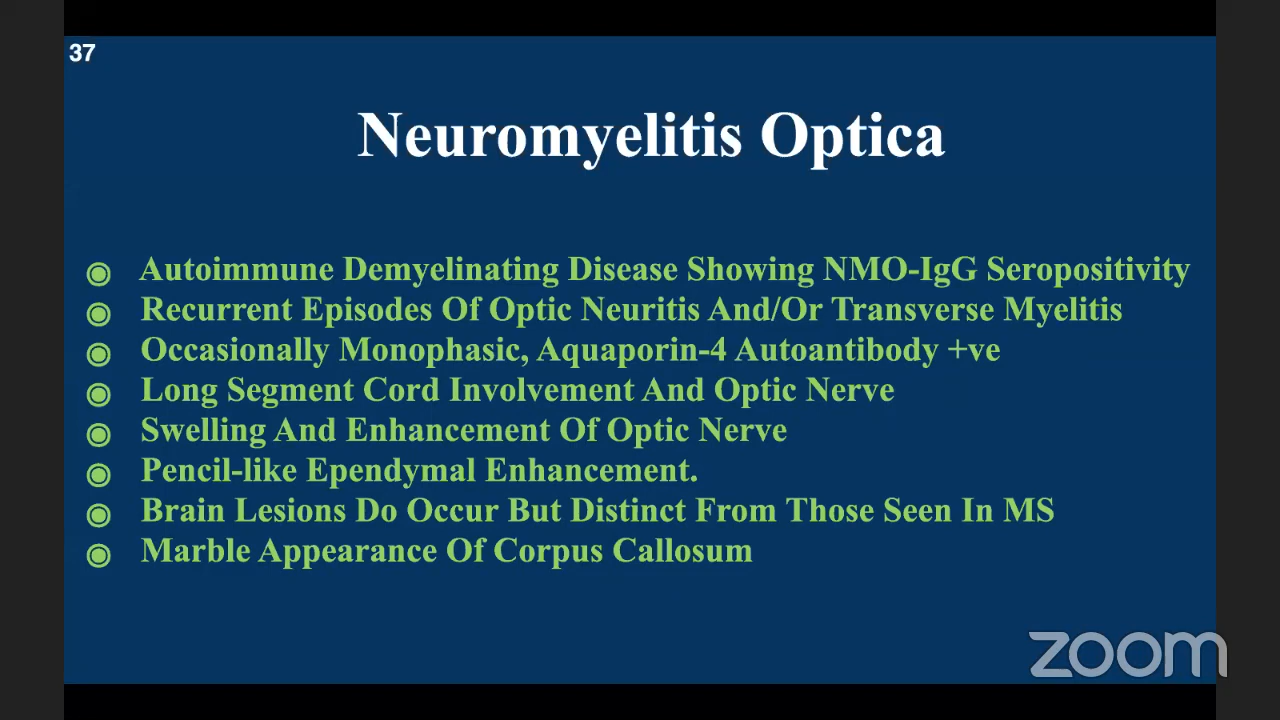 37
Neuromyelitis Optica
◉ Autoimmune Demyelinating Disease Showing NMO-IgG Seropositivity
◉ Recurrent Episodes Of Optic Neuritis And/Or Transverse Myelitis
◉ Occasionally Monophasic, Aquaporin-4 Autoantibody +ve
◉ Long Segment Cord Involvement And Optic Nerve
◉ Swelling And Enhancement Of Optic Nerve
◉ Pencil-like Ependymal Enhancement.
◉ Brain Lesions Do Occur But Distinct From Those Seen In MS
◉ Marble Appearance Of Corpus Callosum
zoom